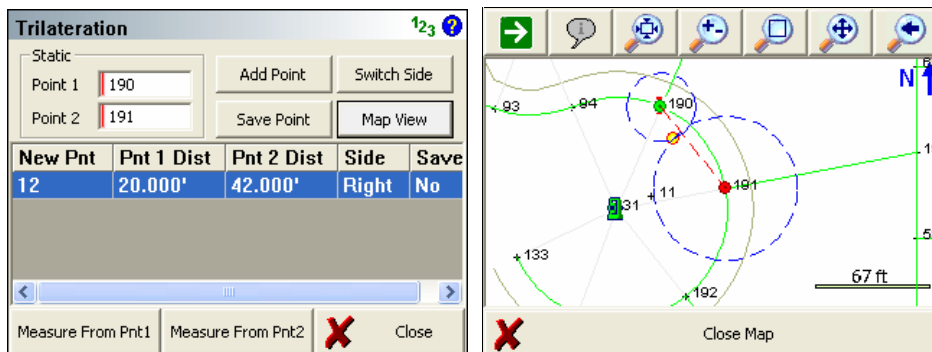 Trilateration
1 2 3 ?
Static
Point 1 190
Point 2 191
Add Point
Switch Side
Save Point
Map View
New Pnt Pnt 1 Dist Pnt 2 Dist Side Save
12 20.000' 42.000' Right No
Measure From Pnt1
Measure From Pnt2
Close
N
93
94
190
191
11
31
133
192
67 ft
Close Map